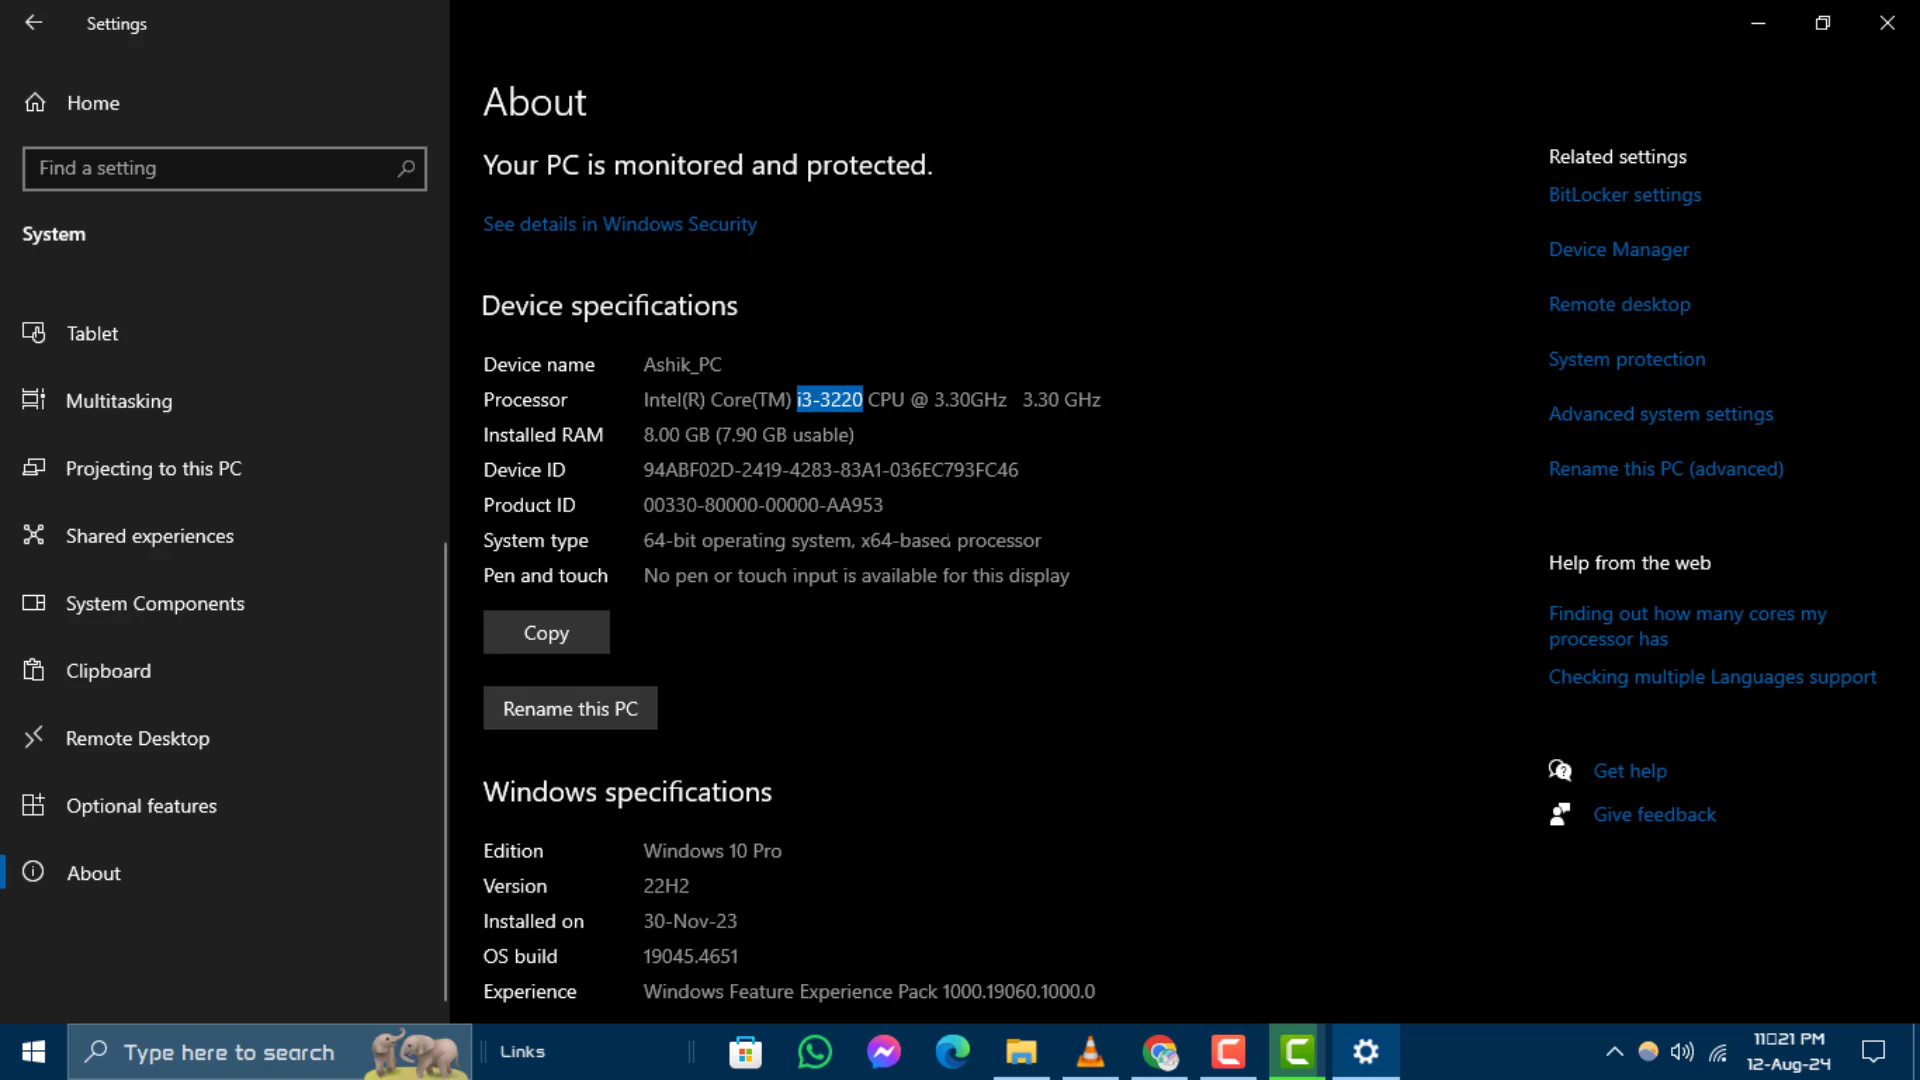 Settings
Home
Find a setting
System
Tablet
Multitasking
Projecting to this PC
Shared experiences
System Components
Clipboard
Remote Desktop
Optional features
About
About
Your PC is monitored and protected.
See details in Windows Security
Device specifications
Device name Ashik_PC
Processor Intel(R) Core(TM) i3-3220 CPU @ 3.30GHz 3.30 GHz
Installed RAM 8.00 GB (7.90 GB usable)
Device ID 94ABF02D-2419-4283-83A1-036EC793FC46
Product ID 00330-80000-00000-AA953
System type 64-bit operating system, x64-based processor
Pen and touch No pen or touch input is available for this display
Copy
Rename this PC
Windows specifications
Edition Windows 10 Pro
Version 22H2
Installed on 30-Nov-23
OS build 19045.4651
Experience Windows Feature Experience Pack 1000.19060.1000.0
Related settings
BitLocker settings
Device Manager
Remote desktop
System protection
Advanced system settings
Rename this PC (advanced)
Help from the web
Finding out how many cores my
processor has
Checking multiple Languages support
Get help
Give feedback
Type here to search
Links
11□21 PM
12-Aug-24